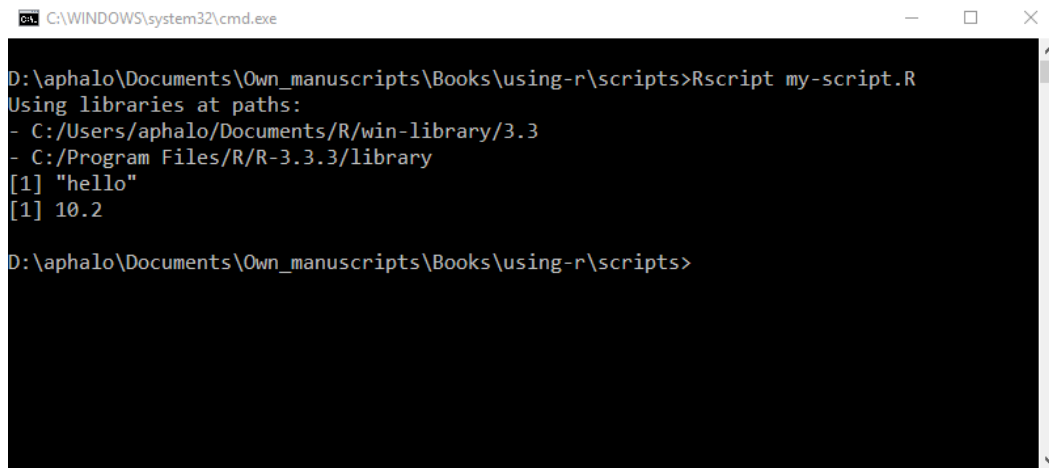 C:\WINDOWS\system32\cmd.exe
D:\aphalo\Documents\Own_manuscripts\Books\using-r\scripts>Rscript my-script.R
Using libraries at paths:
- C:/Users/aphalo/Documents/R/win-library/3.3
- C:/Program Files/R/R-3.3.3/library
[1] "hello"
[1] 10.2
D:\aphalo\Documents\Own_manuscripts\Books\using-r\scripts>